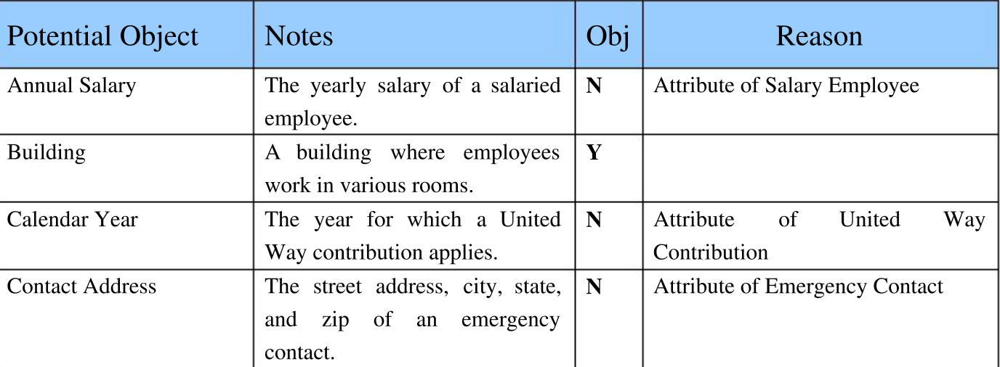 Potential Object Notes Obj Reason
Annual Salary The yearly salary of a salaried N Attribute of Salary Employee
employee.
Building A building where employees Y
work in various rooms.
Calendar Year The year for which a United N Attribute of United Way
Way contribution applies. Contribution
Contact Address The street address, city, state, N Attribute of Emergency Contact
and zip of an emergency
contact.